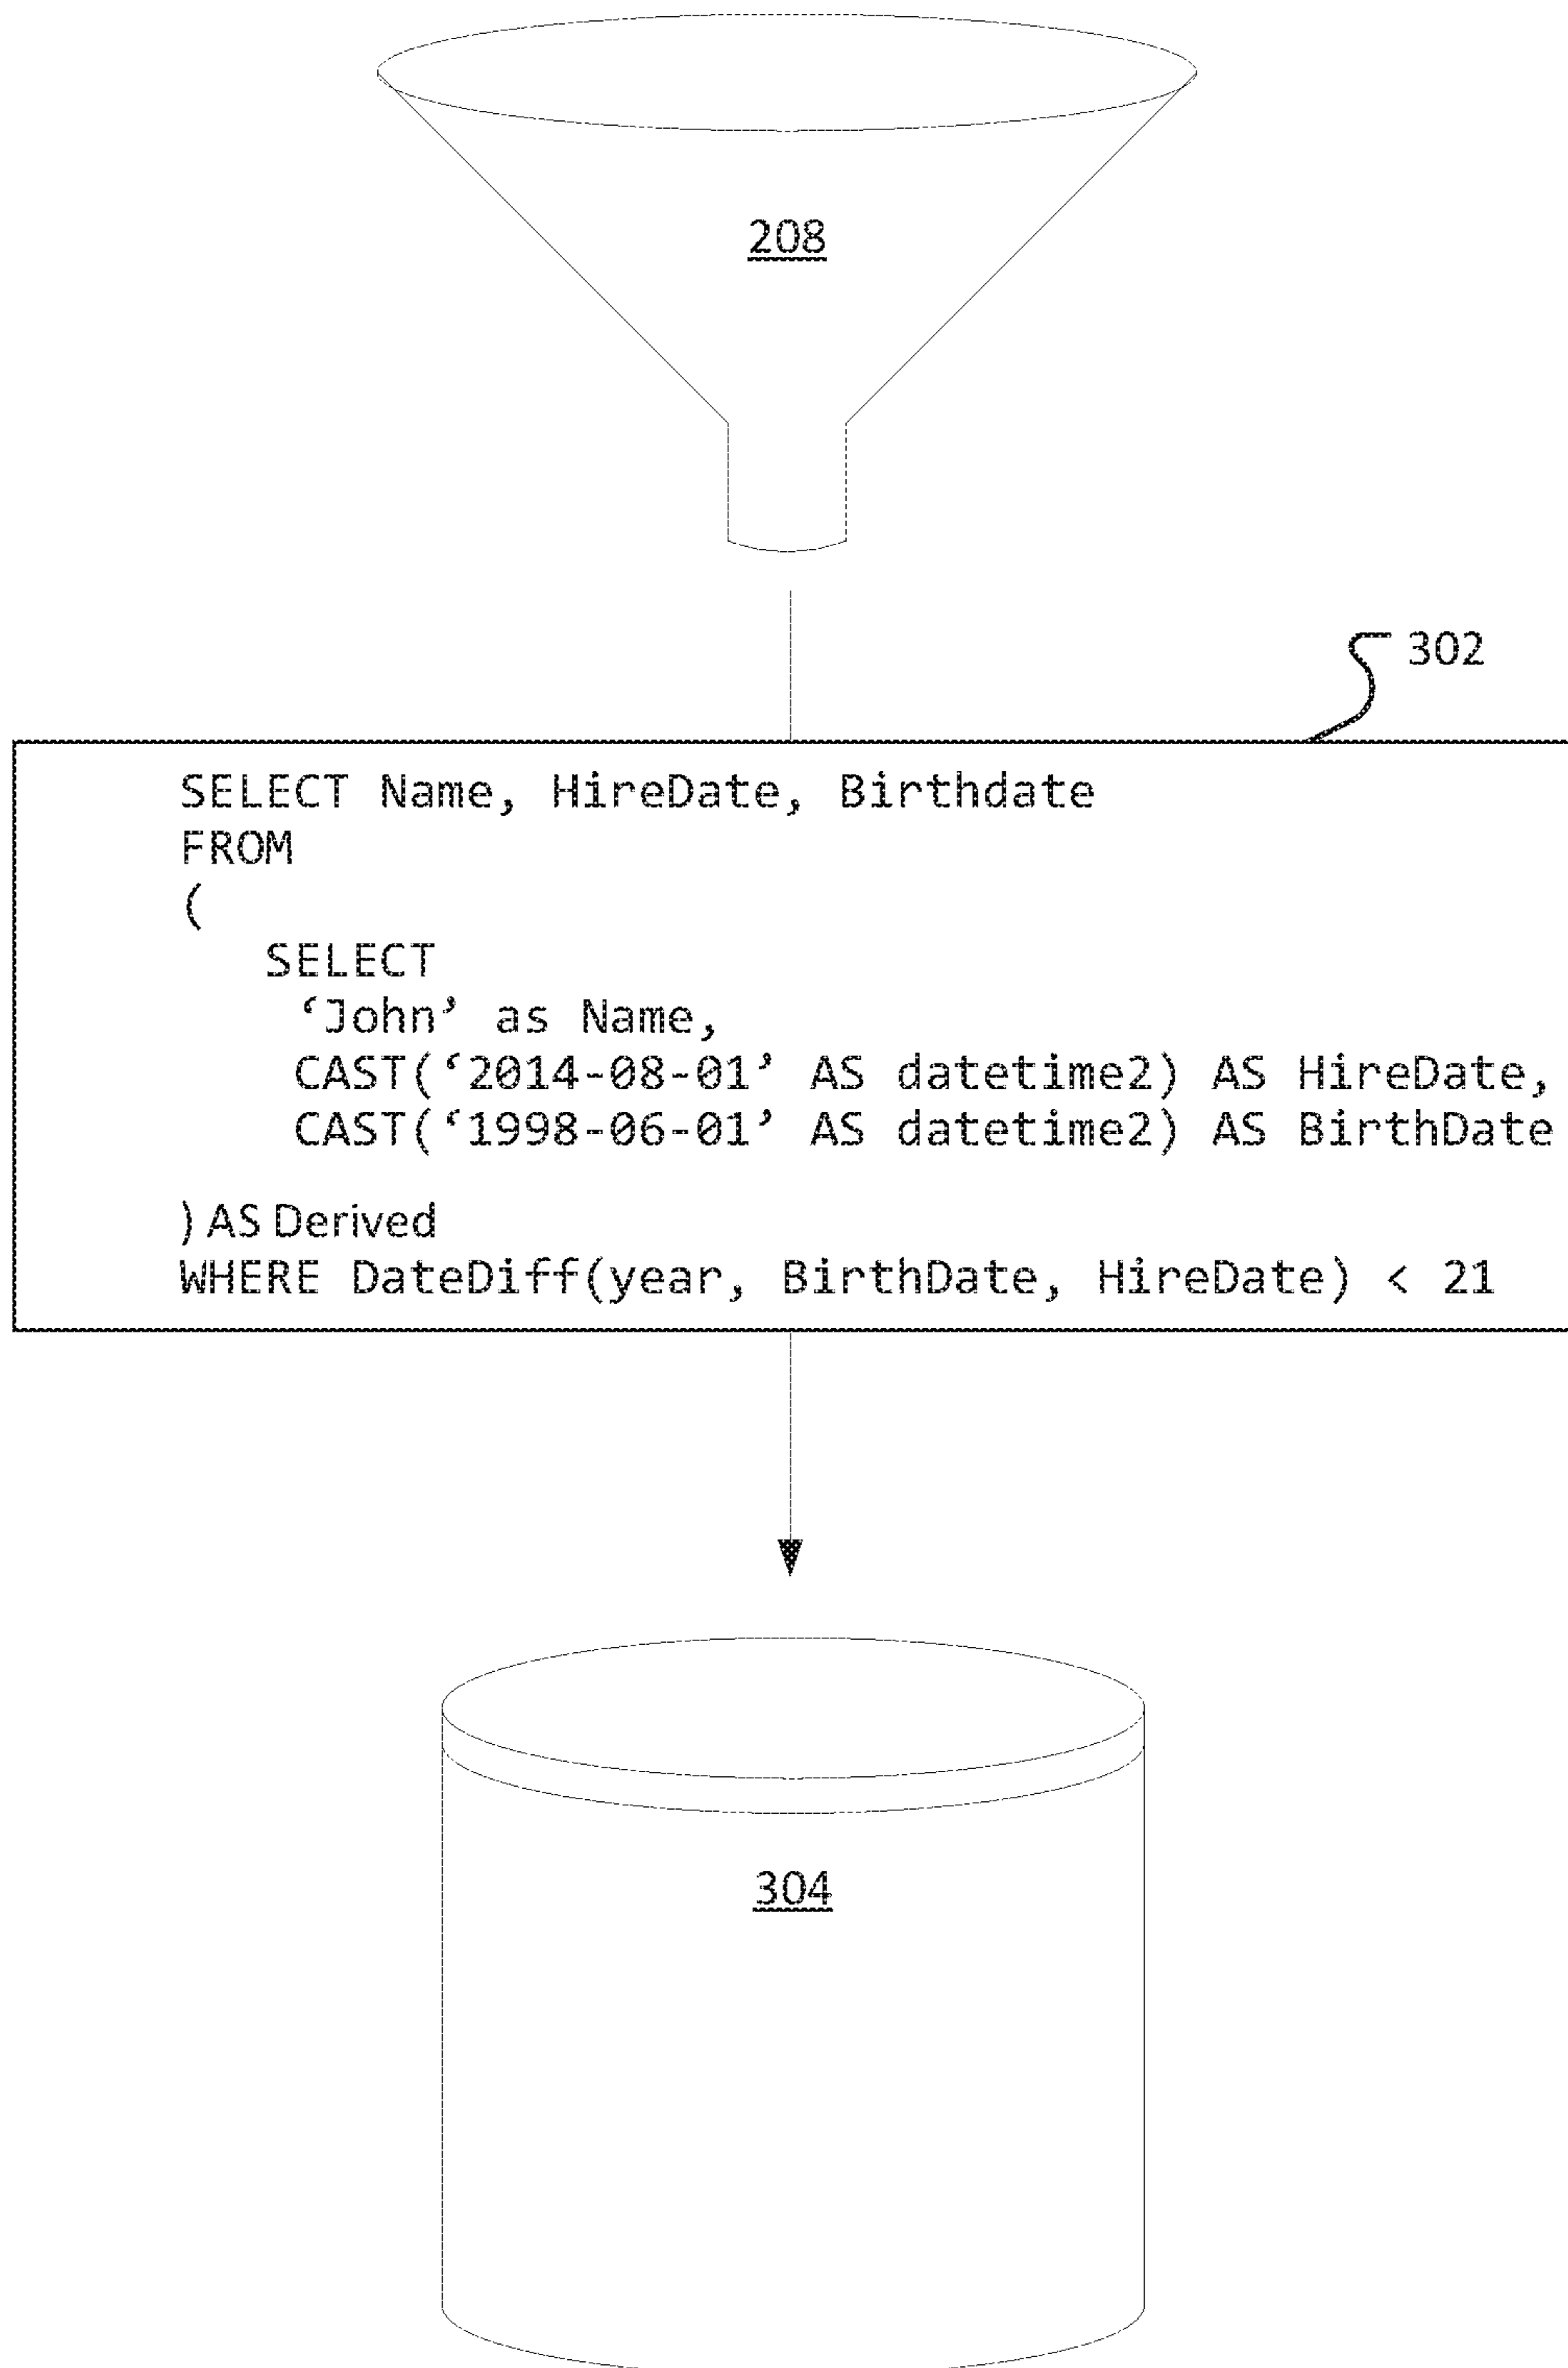 208
302
SELECT Name, HireDate, Birthdate
FROM
(
SELECT
‘John’ as Name,
CAST(‘2014-08-01’ AS datetime2) AS HireDate,
CAST(‘1998-06-01’ AS datetime2) AS BirthDate
) AS Derived
WHERE DateDiff(year, BirthDate, HireDate) < 21
304